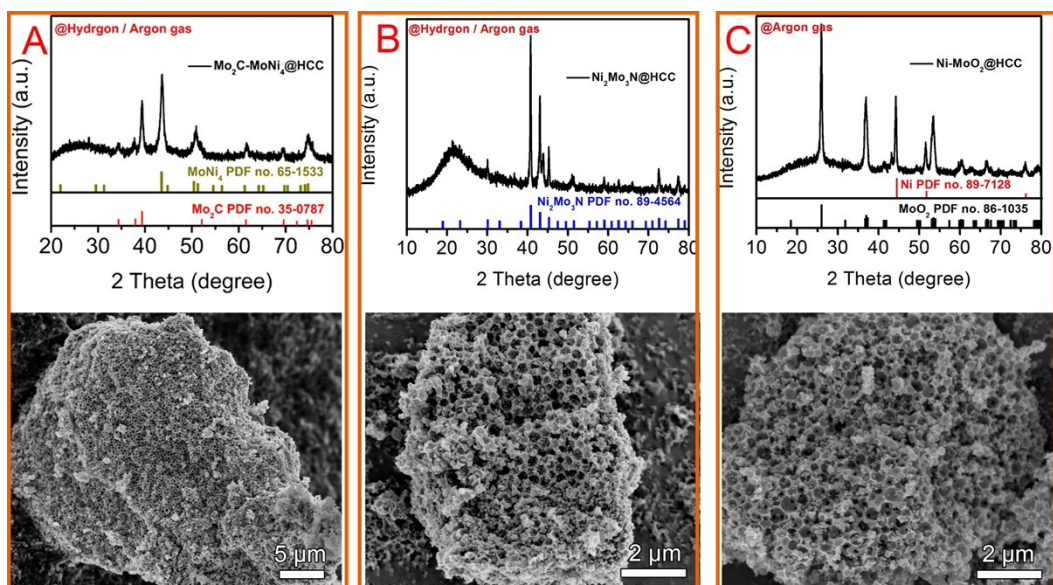 A
@Hydrgon / Argon gas
Mo₂C-MoNi₄@HCC
Intensity (a.u.)
MoNi₄ PDF no. 65-1533
Mo₂C PDF no. 35-0787
20 30 40 50 60 70 80
2 Theta (degree)
5 μm
B
@Hydrgon / Argon gas
Ni₂Mo₃N@HCC
Intensity (a.u.)
Ni₂Mo₃N PDF no. 89-4564
10 20 30 40 50 60 70 80
2 Theta (degree)
2 μm
C
@Argon gas
Ni-MoO₂@HCC
Intensity (a.u.)
Ni PDF no. 89-7128
MoO₂ PDF no. 86-1035
10 20 30 40 50 60 70 80
2 Theta (degree)
2 μm